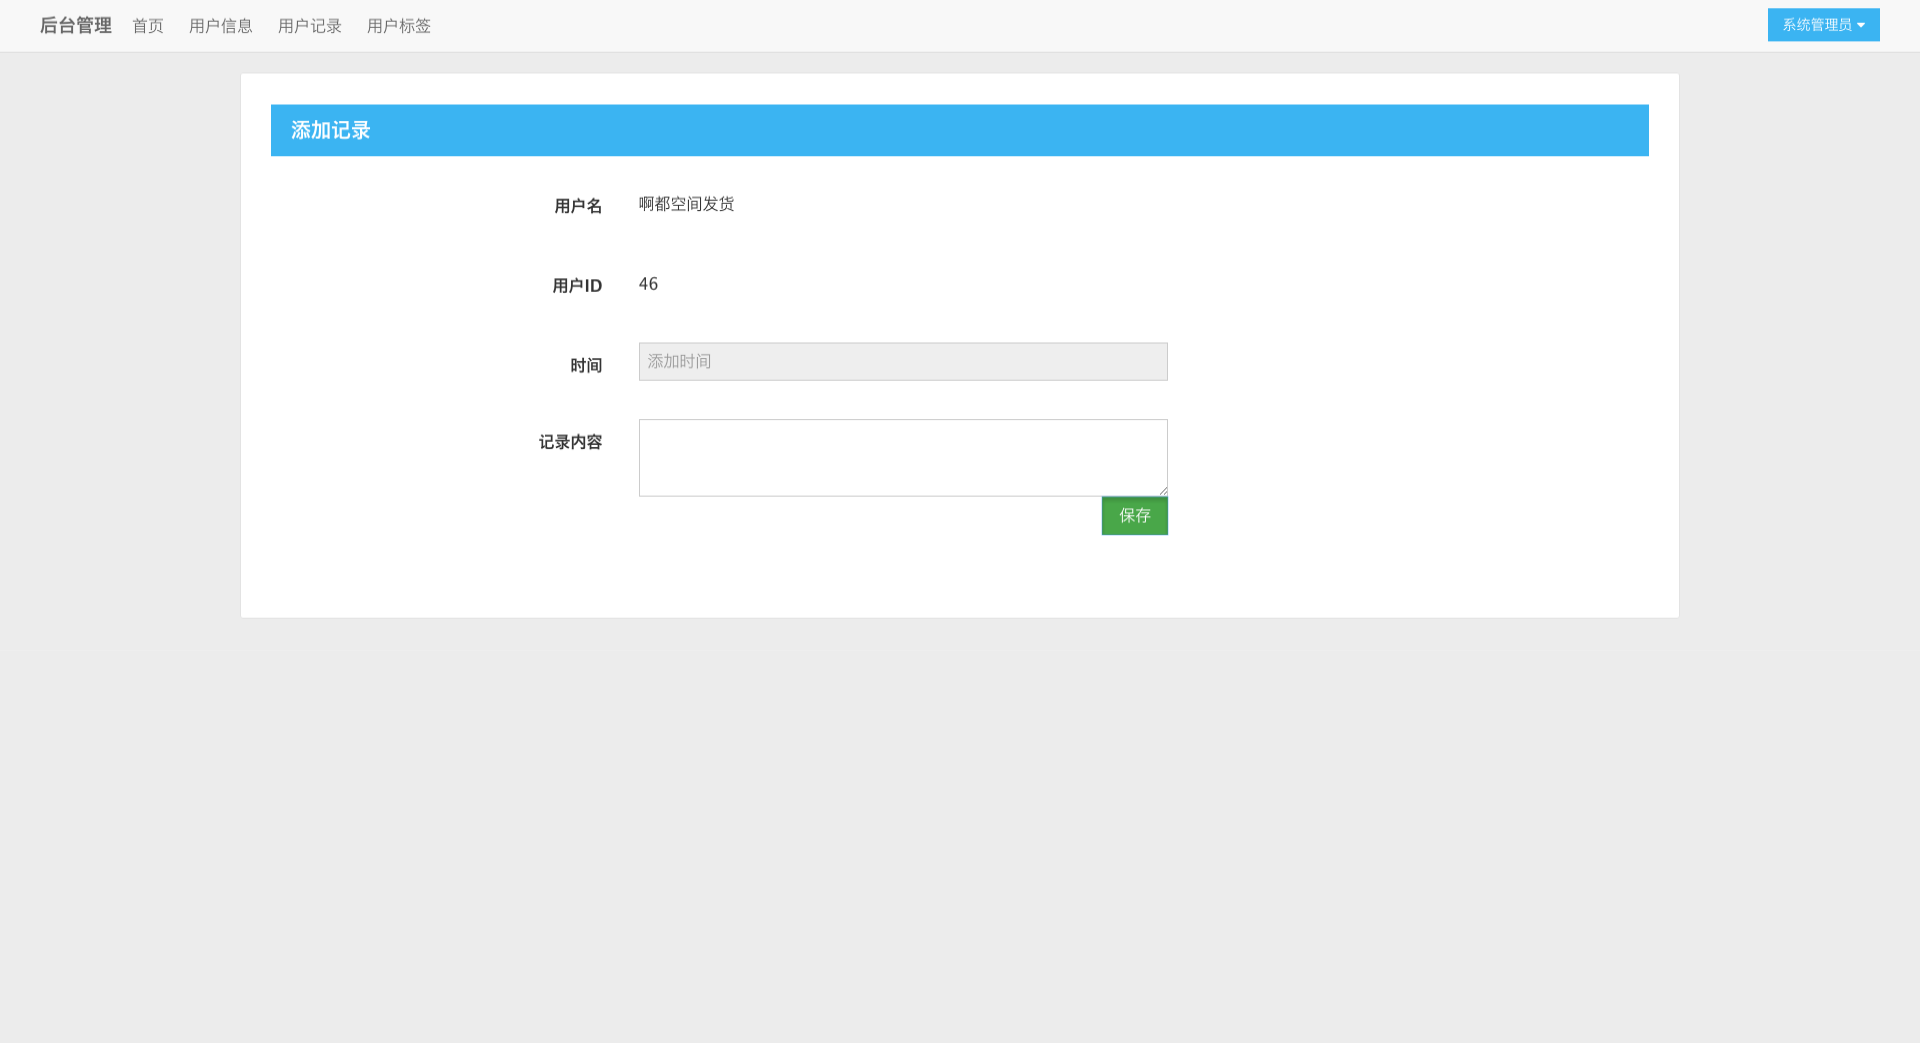 后台管理 首页 用户信息 用户记录 用户标签 系统管理员
添加记录
用户名 啊都空间发货
用户ID 46
时间 添加时间
记录内容
保存